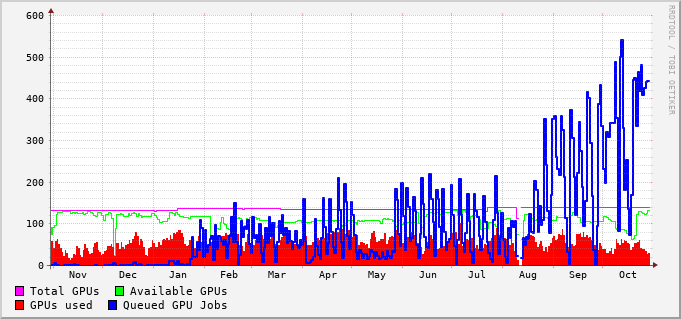 600
500
400
300
200
100
0
Nov Dec Jan Feb Mar Apr May Jun Jul Aug Sep Oct
Total GPUs Available GPUs
GPUs used Queued GPU Jobs
RRDTOOL / TOBI OETIKER